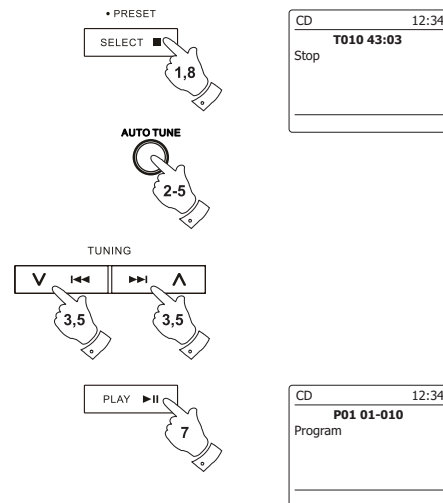 • PRESET
SELECT ■
1,8
CD 12:34
T010 43:03
Stop
AUTO TUNE
2-5
TUNING
∨ I◄◄ ►►I ∧
3,5 3,5
PLAY ►II
7
CD 12:34
P01 01-010
Program